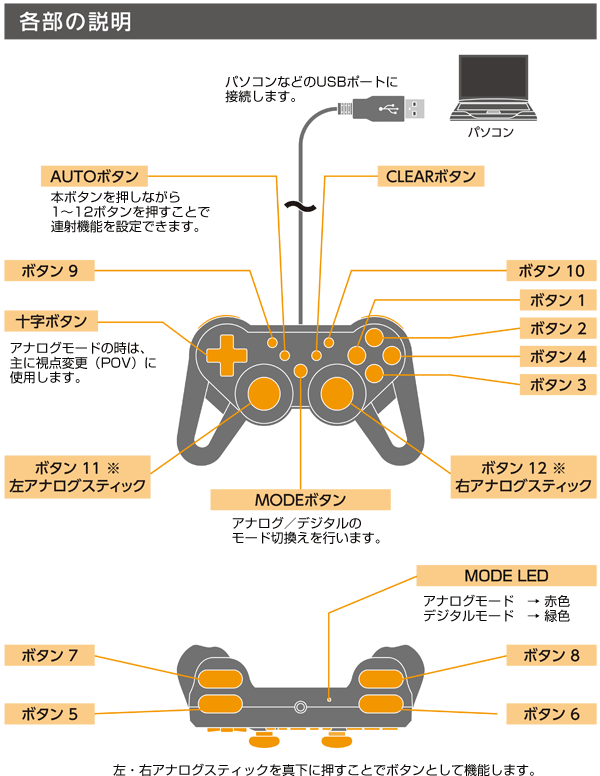 各部の説明
パソコンなどのUSBポートに
接続します。
パソコン
AUTOボタン
本ボタンを押しながら
1〜12ボタンを押すことで
連射機能を設定できます。
CLEARボタン
ボタン 9
ボタン 10
ボタン 1
十字ボタン
ボタン 2
アナログモードの時は、
主に視点変更（POV）に
使用します。
ボタン 4
ボタン 3
ボタン 11 ※
左アナログスティック
ボタン 12 ※
右アナログスティック
MODEボタン
アナログ／デジタルの
モード切換えを行います。
MODE LED
アナログモード → 赤色
デジタルモード → 緑色
ボタン 7
ボタン 8
ボタン 5
ボタン 6
左・右アナログスティックを真下に押すことでボタンとして機能します。